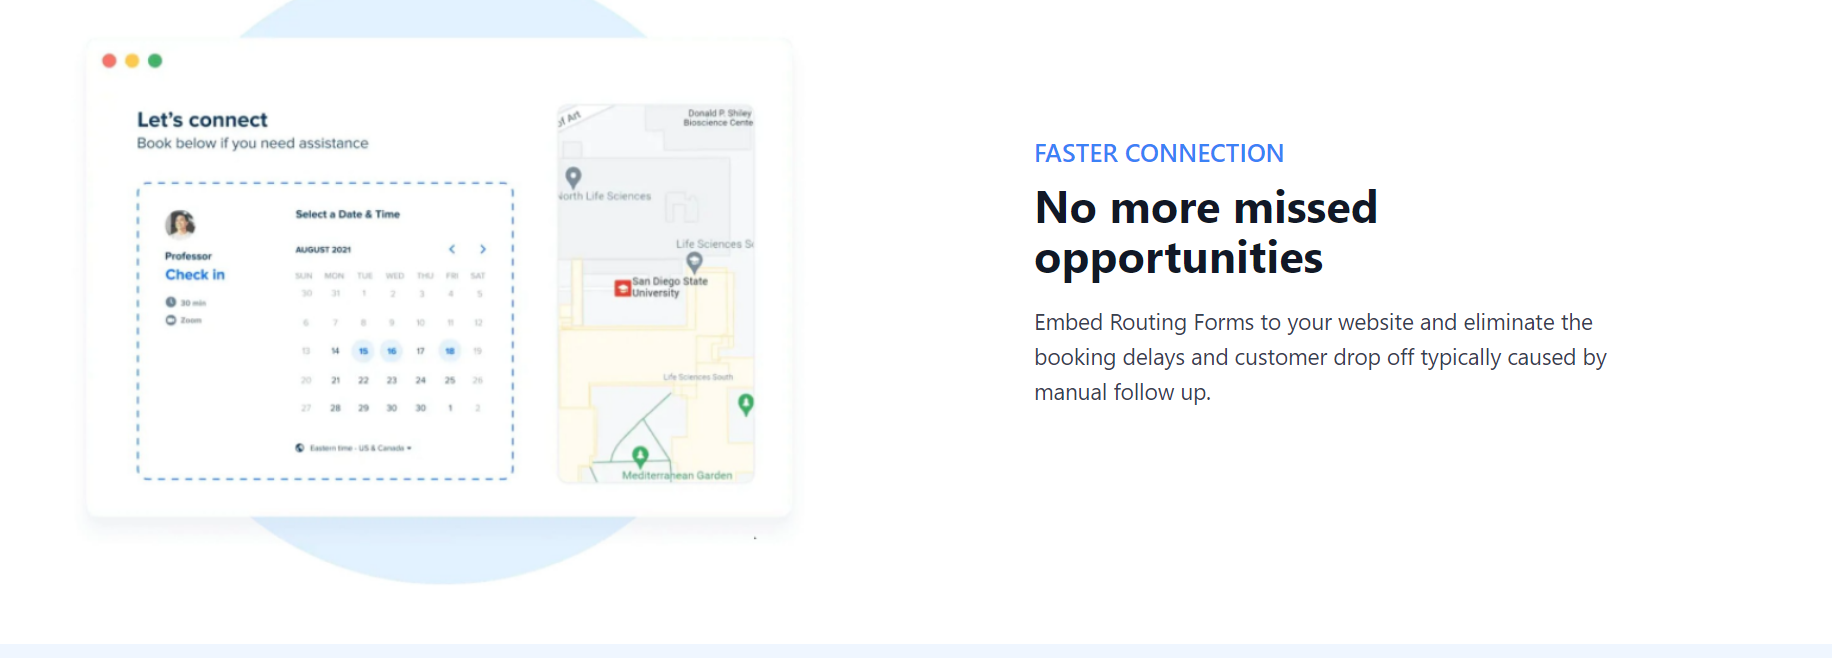 Let's connect
Book below if you need assistance
Professor
Check in
30 min
Zoom
Select a Date & Time
AUGUST 2021
SUN MON TUE WED THU FRI SAT
30 31 1 2 3 4 5
6 7 8 9 10 11 12
13 14 15 16 17 18 19
20 21 22 23 24 25 26
27 28 29 30 30 1 2
Eastern time - US & Canada
of Art
Donald P. Shiley
Bioscience Cente
North Life Sciences
Life Sciences S
San Diego State
University
Life Sciences South
Mediterranean Garden
FASTER CONNECTION
No more missed
opportunities
Embed Routing Forms to your website and eliminate the
booking delays and customer drop off typically caused by
manual follow up.